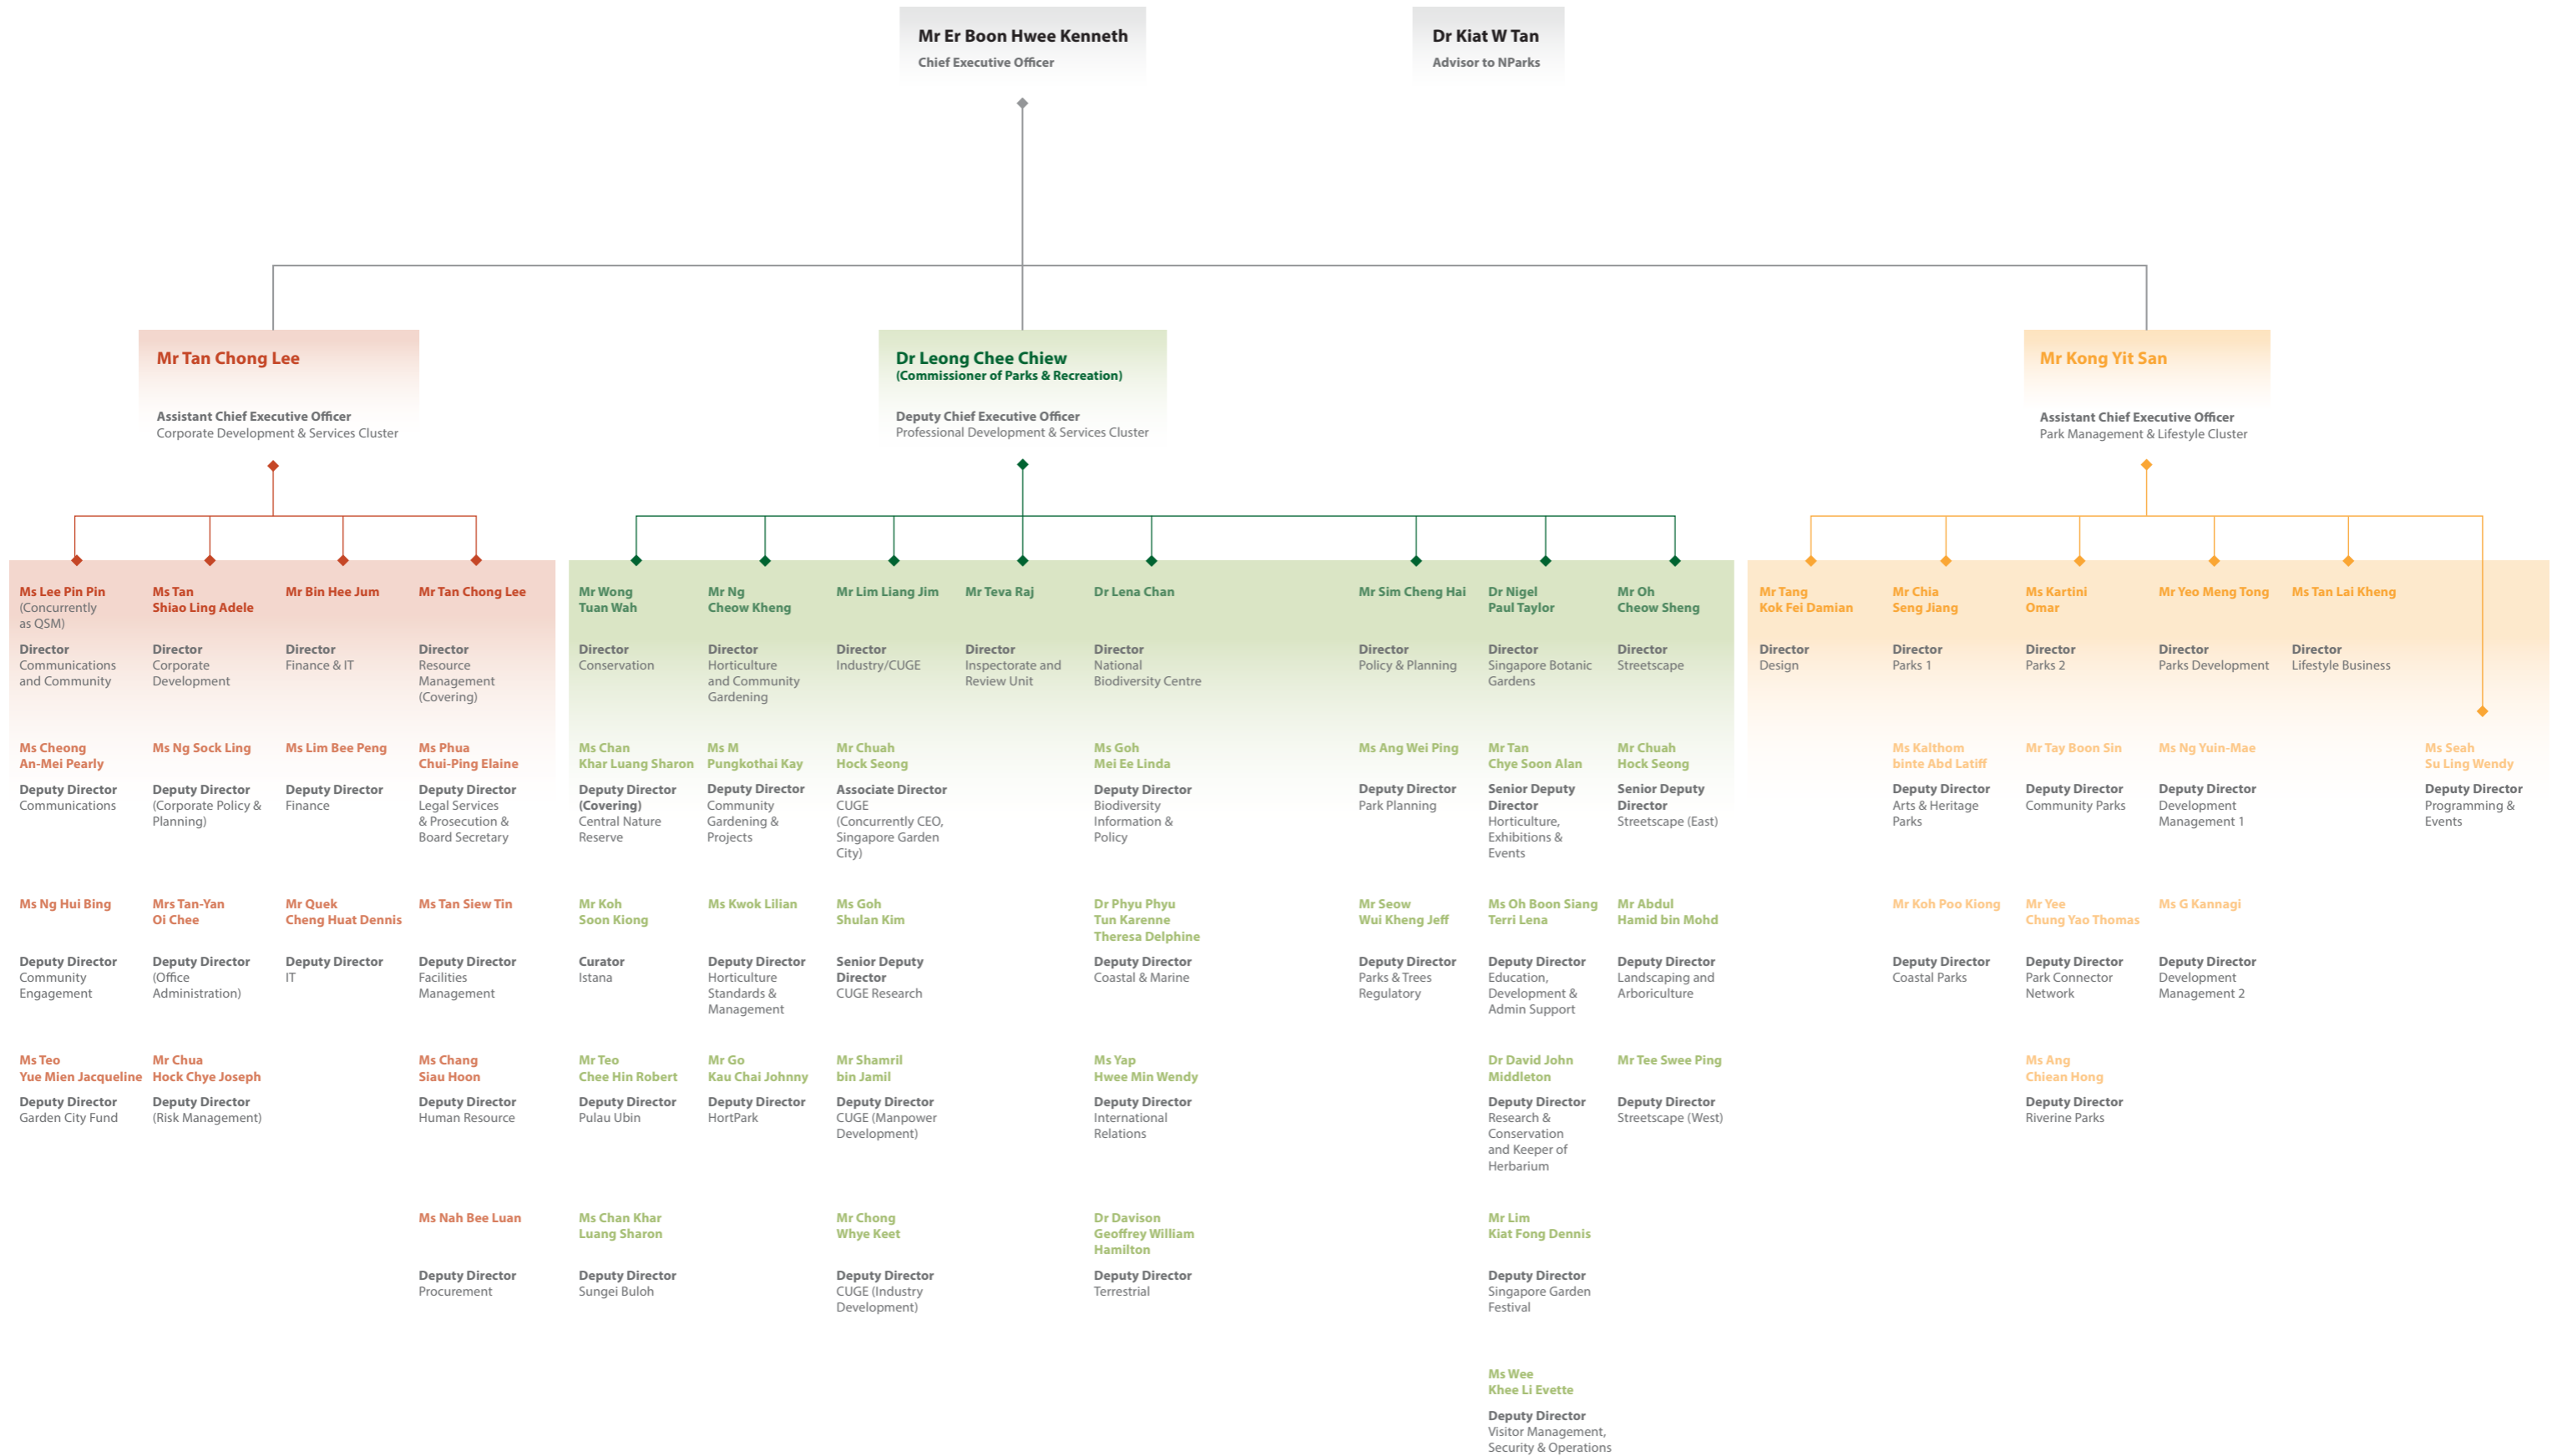 Mr Er Boon Hwee Kenneth
Chief Executive Officer
Dr Kiat W Tan
Advisor to NParks
Mr Tan Chong Lee
Assistant Chief Executive Officer
Corporate Development & Services Cluster
Dr Leong Chee Chiew
(Commissioner of Parks & Recreation)
Deputy Chief Executive Officer
Professional Development & Services Cluster
Mr Kong Yit San
Assistant Chief Executive Officer
Park Management & Lifestyle Cluster
Ms Lee Pin Pin
(Concurrently
as QSM)
Director
Communications
and Community
Ms Cheong
An-Mei Pearly
Deputy Director
Communications
Ms Ng Hui Bing
Deputy Director
Community
Engagement
Ms Teo
Yue Mien Jacqueline
Deputy Director
Garden City Fund
Ms Tan
Shiao Ling Adele
Director
Corporate
Development
Ms Ng Sock Ling
Deputy Director
(Corporate Policy &
Planning)
Mrs Tan-Yan
Oi Chee
Deputy Director
(Office
Administration)
Mr Chua
Hock Chye Joseph
Deputy Director
(Risk Management)
Mr Bin Hee Jum
Director
Finance & IT
Ms Lim Bee Peng
Deputy Director
Finance
Mr Quek
Cheng Huat Dennis
Deputy Director
IT
Mr Tan Chong Lee
Director
Resource
Management
(Covering)
Ms Phua
Chui-Ping Elaine
Deputy Director
Legal Services
& Prosecution &
Board Secretary
Ms Tan Siew Tin
Deputy Director
Facilities
Management
Ms Chang
Siau Hoon
Deputy Director
Human Resource
Ms Nah Bee Luan
Deputy Director
Procurement
Mr Wong
Tuan Wah
Director
Conservation
Ms Chan
Khar Luang Sharon
Deputy Director
(Covering)
Central Nature
Reserve
Mr Koh
Soon Kiong
Curator
Istana
Mr Teo
Chee Hin Robert
Deputy Director
Pulau Ubin
Ms Chan Khar
Luang Sharon
Deputy Director
Sungei Buloh
Mr Ng
Cheow Kheng
Director
Horticulture
and Community
Gardening
Ms M
Pungkothai Kay
Deputy Director
Community
Gardening &
Projects
Ms Kwok Lilian
Deputy Director
Horticulture
Standards &
Management
Mr Go
Kau Chai Johnny
Deputy Director
HortPark
Mr Lim Liang Jim
Director
Industry/CUGE
Mr Chuah
Hock Seong
Associate Director
CUGE
(Concurrently CEO,
Singapore Garden
City)
Ms Goh
Shulan Kim
Senior Deputy
Director
CUGE Research
Mr Shamril
bin Jamil
Deputy Director
CUGE (Manpower
Development)
Mr Chong
Whye Keet
Deputy Director
CUGE (Industry
Development)
Mr Teva Raj
Director
Inspectorate and
Review Unit
Dr Lena Chan
Director
National
Biodiversity Centre
Ms Goh
Mei Ee Linda
Deputy Director
Biodiversity
Information &
Policy
Dr Phyu Phyu
Tun Karenne
Theresa Delphine
Deputy Director
Coastal & Marine
Ms Yap
Hwee Min Wendy
Deputy Director
International
Relations
Dr Davison
Geoffrey William
Hamilton
Deputy Director
Terrestrial
Mr Sim Cheng Hai
Director
Policy & Planning
Ms Ang Wei Ping
Deputy Director
Park Planning
Mr Seow
Wui Kheng Jeff
Deputy Director
Parks & Trees
Regulatory
Dr Nigel
Paul Taylor
Director
Singapore Botanic
Gardens
Mr Tan
Chye Soon Alan
Senior Deputy
Director
Horticulture,
Exhibitions &
Events
Ms Oh Boon Siang
Terri Lena
Deputy Director
Education,
Development &
Admin Support
Dr David John
Middleton
Deputy Director
Research &
Conservation
and Keeper of
Herbarium
Mr Lim
Kiat Fong Dennis
Deputy Director
Singapore Garden
Festival
Ms Wee
Khee Li Evette
Deputy Director
Visitor Management,
Security & Operations
Mr Oh
Cheow Sheng
Director
Streetscape
Mr Chuah
Hock Seong
Senior Deputy
Director
Streetscape (East)
Mr Abdul
Hamid bin Mohd
Deputy Director
Landscaping and
Arboriculture
Mr Tee Swee Ping
Deputy Director
Streetscape (West)
Mr Tang
Kok Fei Damian
Director
Design
Mr Chia
Seng Jiang
Director
Parks 1
Ms Kalthom
binte Abd Latiff
Deputy Director
Arts & Heritage
Parks
Mr Koh Poo Kiong
Deputy Director
Coastal Parks
Ms Kartini
Omar
Director
Parks 2
Mr Tay Boon Sin
Deputy Director
Community Parks
Mr Yee
Chung Yao Thomas
Deputy Director
Park Connector
Network
Ms Ang
Chiean Hong
Deputy Director
Riverine Parks
Mr Yeo Meng Tong
Director
Parks Development
Ms Ng Yuin-Mae
Deputy Director
Development
Management 1
Ms G Kannagi
Deputy Director
Development
Management 2
Ms Tan Lai Kheng
Director
Lifestyle Business
Ms Seah
Su Ling Wendy
Deputy Director
Programming &
Events